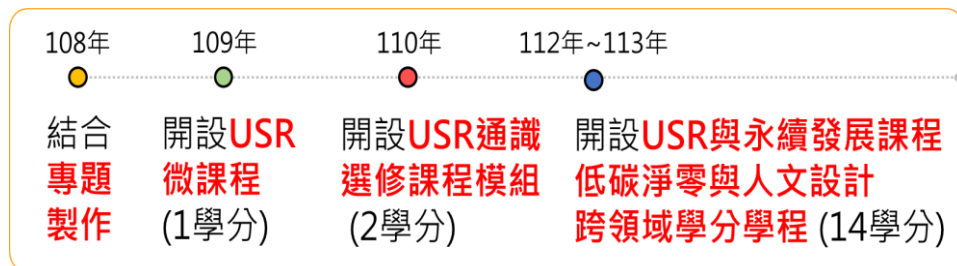 108年
結合
專題
製作
109年
開設USR
微課程
(1學分)
110年
開設USR通識
選修課程模組
(2學分)
112年~113年
開設USR與永續發展課程
低碳淨零與人文設計
跨領域學分學程 (14學分)